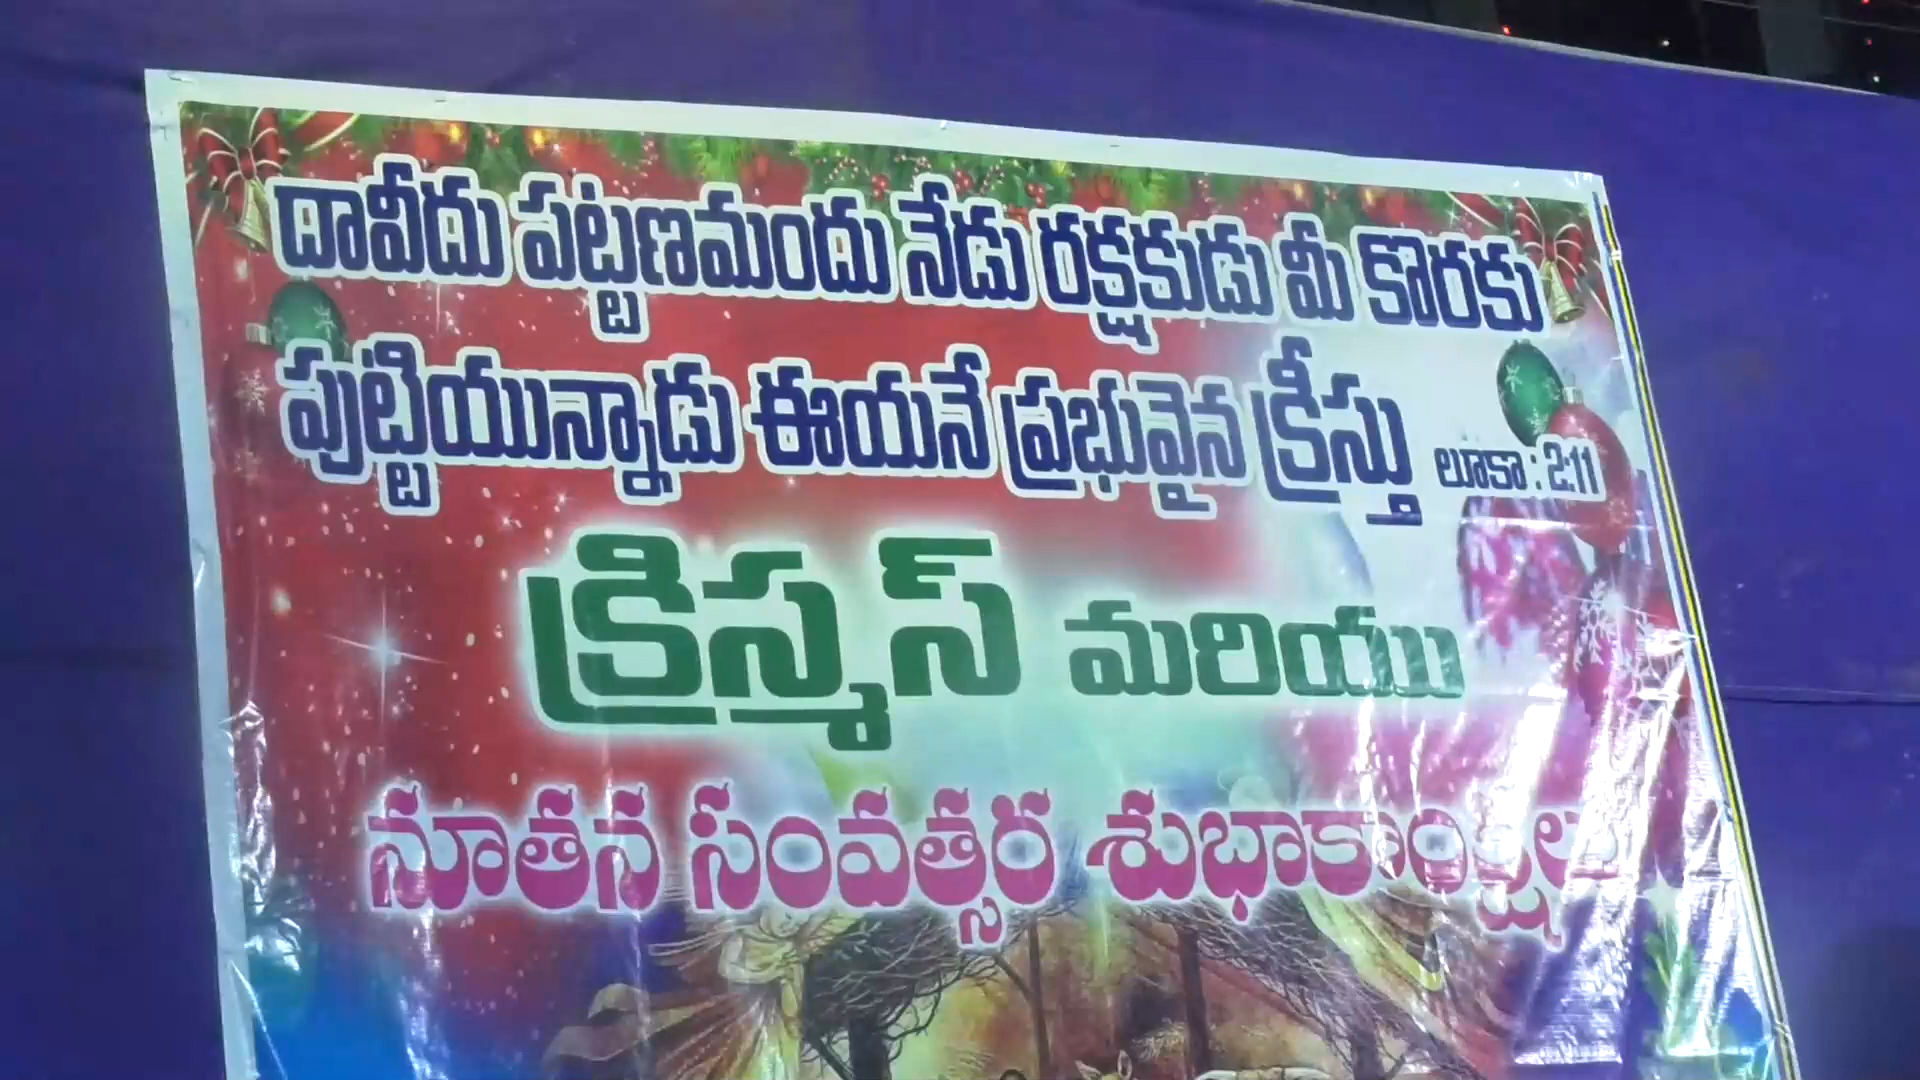 దావీదు పట్టణమందు నేడు రక్షకుడు మీ కొరకు
పుట్టియున్నాడు ఈయనే ప్రభువైన క్రీస్తు లూకా : 2:11
క్రిస్మస్ మరియు
నూతన సంవత్సర శుభాకాంక్షలు